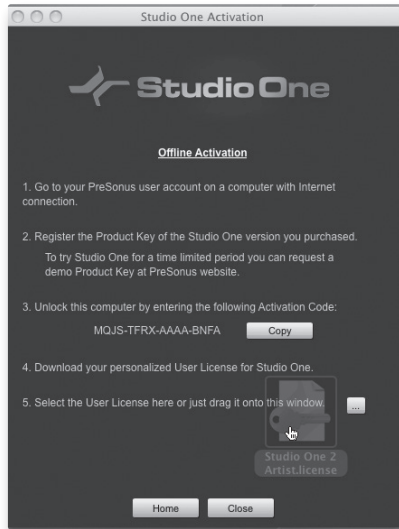 Studio One Activation
Studio One
Offline Activation
1. Go to your PreSonus user account on a computer with Internet
connection.
2. Register the Product Key of the Studio One version you purchased.
To try Studio One for a time limited period you can request a
demo Product Key at PreSonus website.
3. Unlock this computer by entering the following Activation Code:
MQJS-TFRX-AAAA-BNFA Copy
4. Download your personalized User License for Studio One.
5. Select the User License here or just drag it onto this window. ...
Studio One 2
Artist.license
Home Close